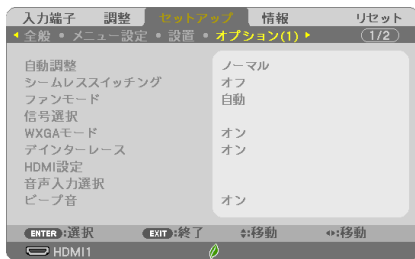 入力端子 調整 セットアップ 情報 リセット
全般 • メニュー設定 • 設置 • オプション(1) 1/2
自動調整 ノーマル
シームレススイッチング オフ
ファンモード 自動
信号選択
WXGAモード オン
デインターレース オン
HDMI設定
音声入力選択
ビープ音 オン
ENTER:選択 EXIT:終了 :移動 :移動
HDMI1